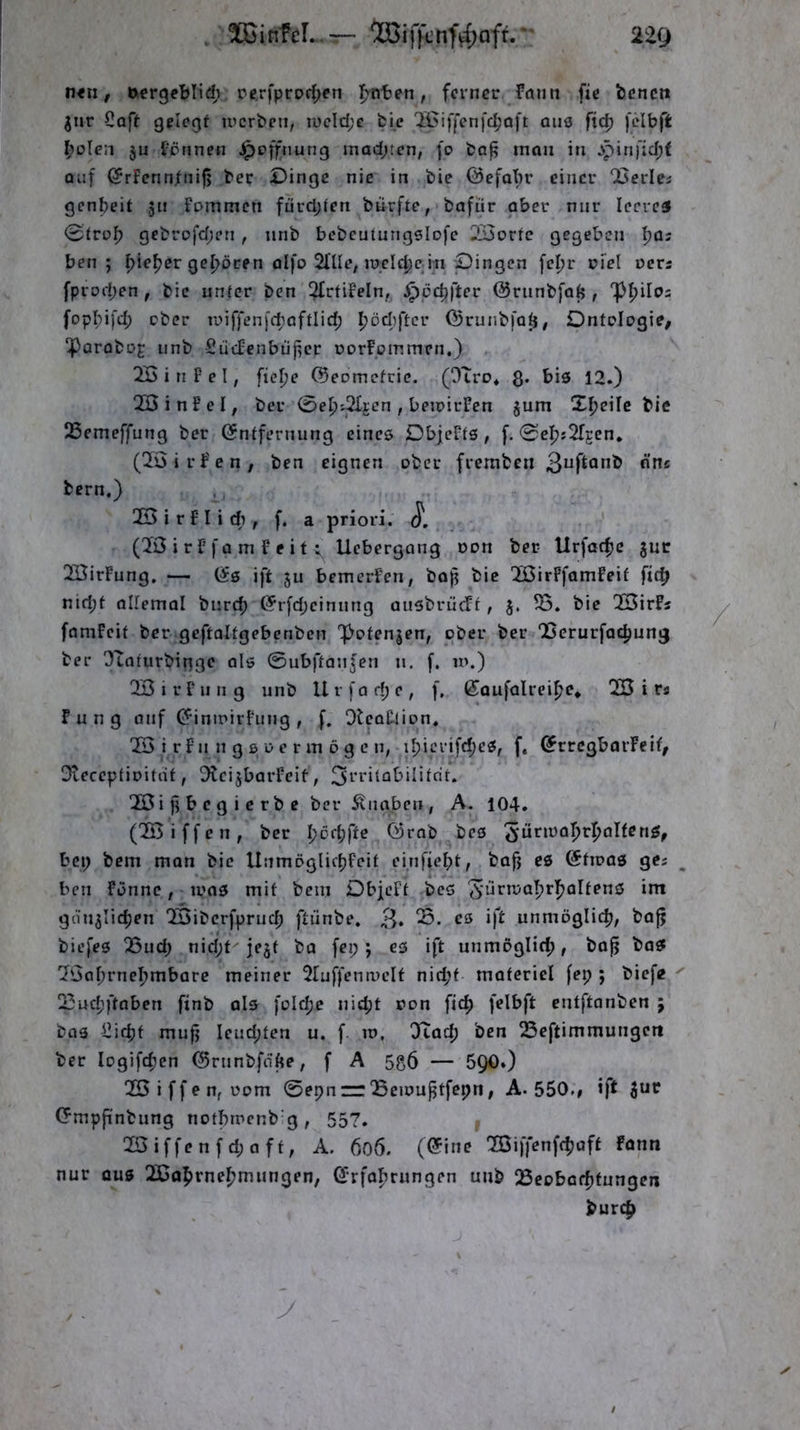 Winkel. — Wissenschaft. 229
nen, vergeblich versprochen haben, ferner kann sie denen
zur Last gelegt werden, welche die Wissenschaft aus sich selbst
holen zu können Hoffnung machten, so daß man in Hinsicht
auf Erkenntniß der Dinge nie in die Gefahr einer Verle-
genheit zu kommen fürchten dürfte, dafür aber nur leeres
Stroh gedroschen, und bedeutungslose Worte gegeben ha-
ben; hieher gehören also Alle, welche in Dingen sehr viel ver-
sprochen, die unter den Artikeln, Höchster Grundsatz, Philo-
sophisch oder wissenschaftlich höchster Grundsatz, Ontologie,
Paradox und Lückenbüßer vorkommen.)
Winkel, siehe Geometrie. (Nro. 8. bis 12.)
Winkel, der Seh-Axen, bewirken zum Theile die
Bemessung der Entfernung eines Objekts, s. Seh-Axen.
(Wirken, den eignen oder fremden Zustand än-
dern.)
Wirklich, s. a priori. δ.
(Wirksamkeit: Uebergang von der Ursache zur
Wirkung. — Es ist zu bemerken, daß die Wirksamkeit sich
nicht allemal durch Erscheinung ausdrückt, z. B. die Wirk-
samkeit der gestaltgebenden Potenzen, oder der Verursachung
der Naturdinge als Substanzen u. s. w.)
Wirkung und Ursache, s. Causalreihe. Wir-
kung auf Einwirkung, s. Reaktion.
Wirkungsvermögen, thierisches, s. Erregbarkeit,
Receptivität, Reizbarkeit, Irritabilität.
Wißbegierde der Knaben, A. 104.
(Wissen, der höchste Grad des Fürwahrhaltens,
bey dem man die Unmöglichkeit einsieht, daß es Etwas ge-
ben könne, was mit dem Objekt des Fürwahrhaltens im
gänzlichen Widerspruch stünde. Z. B. es ist unmöglich, daß
dieses Buch nicht jezt da sey; es ist unmöglich, daß das
Wahrnehmbare meiner Aussenwelt nicht materiel sey; diese
Buchstaben sind als solche nicht von sich selbst entstanden;
das Licht muß leuchten u. s. w. Nach den Bestimmungen
der logischen Grundsätze, s A 586 — 590.)
Wissen, vom Seyn = Bewußtseyn, A. 550., ist zur
Empfindung nothwendig, 557.
Wissenschaft, A. 606. (Eine Wissenschaft kann
nur aus Wahrnehmungen, Erfahrungen und Beobachtungen
durch